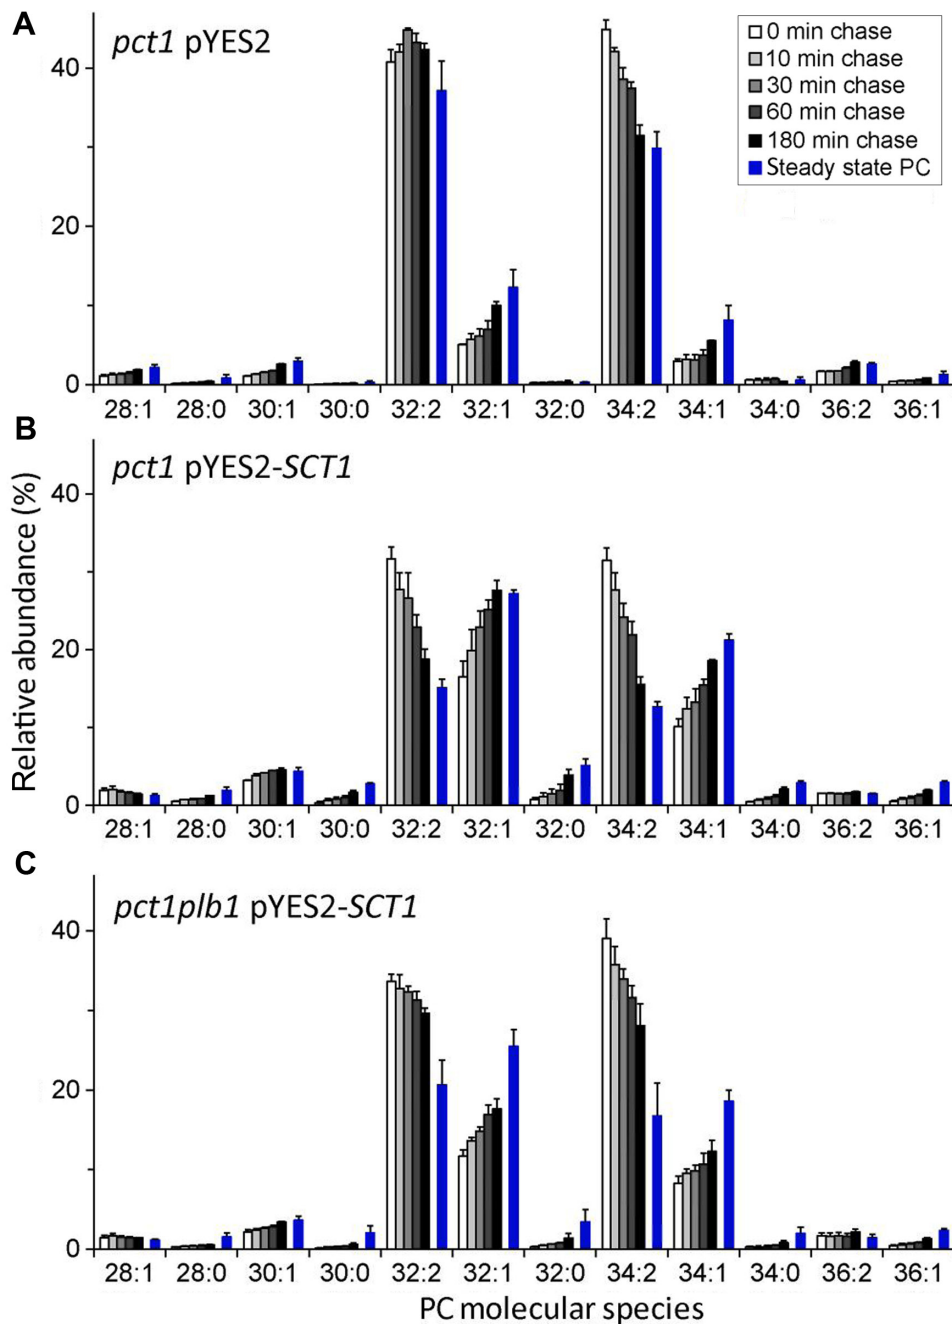 A
pct1 pYES2
0 min chase
10 min chase
30 min chase
60 min chase
180 min chase
Steady state PC
40
20
0
28:1 28:0 30:1 30:0 32:2 32:1 32:0 34:2 34:1 34:0 36:2 36:1
B
pct1 pYES2-SCT1
Relative abundance (%)
40
20
0
28:1 28:0 30:1 30:0 32:2 32:1 32:0 34:2 34:1 34:0 36:2 36:1
C
pct1plb1 pYES2-SCT1
40
20
0
28:1 28:0 30:1 30:0 32:2 32:1 32:0 34:2 34:1 34:0 36:2 36:1
PC molecular species